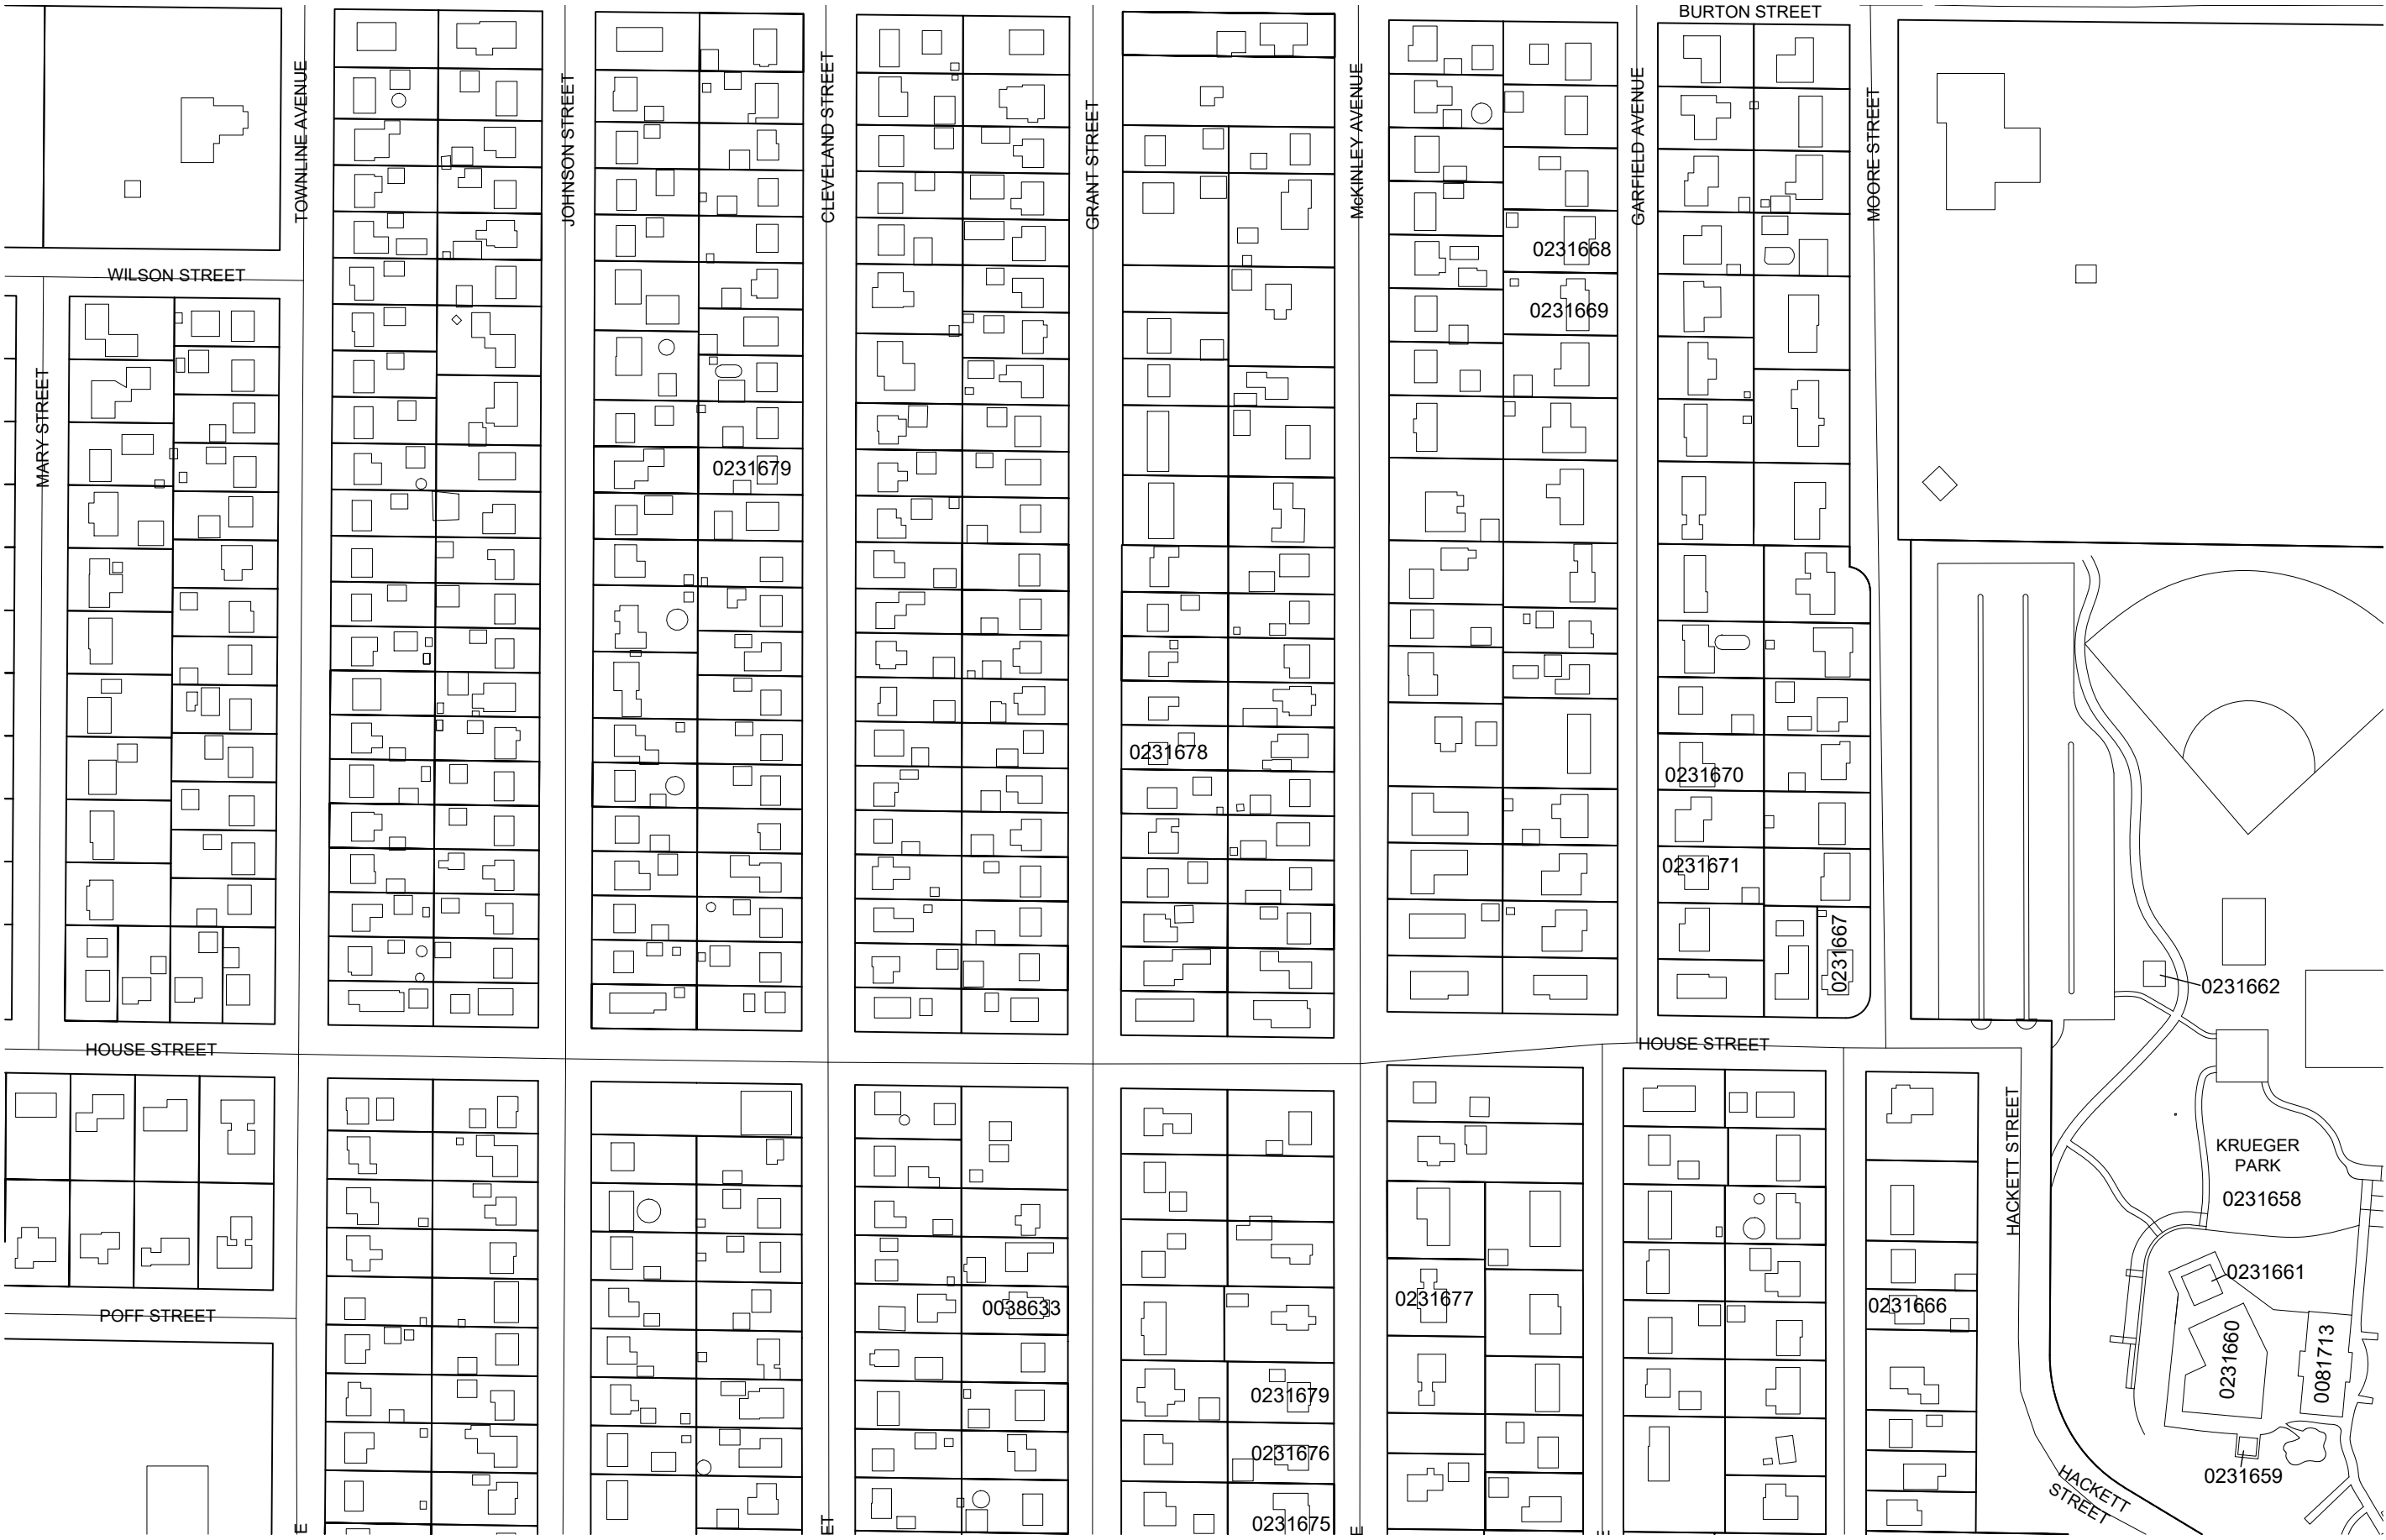 BURTON STREET
TOWNLINE AVENUE
JOHNSON STREET
CLEVELAND STREET
GRANT STREET
McKINLEY AVENUE
GARFIELD AVENUE
MOORE STREET
0231668
WILSON STREET
0231669
MARY STREET
0231679
0231678
0231670
0231671
0231667
0231662
HOUSE STREET
HOUSE STREET
HACKETT STREET
KRUEGER
PARK
0231658
0231661
0231677
0038633
0231666
POFF STREET
0231660
0081713
0231679
0231676
0231659
HACKETT
STREET
0231675
E
ET
E
E